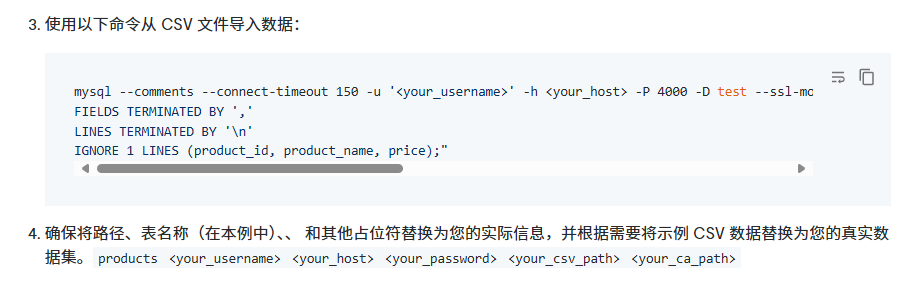 3. 使用以下命令从 CSV 文件导入数据：
mysql --comments --connect-timeout 150 -u '<your_username>' -h <your_host> -P 4000 -D test --ssl-mo
FIELDS TERMINATED BY ','
LINES TERMINATED BY '\n'
IGNORE 1 LINES (product_id, product_name, price);"
4. 确保将路径、表名称（在本例中）、、 和其他占位符替换为您的实际信息，并根据需要将示例 CSV 数据替换为您的真实数
据集。 products <your_username> <your_host> <your_password> <your_csv_path> <your_ca_path>